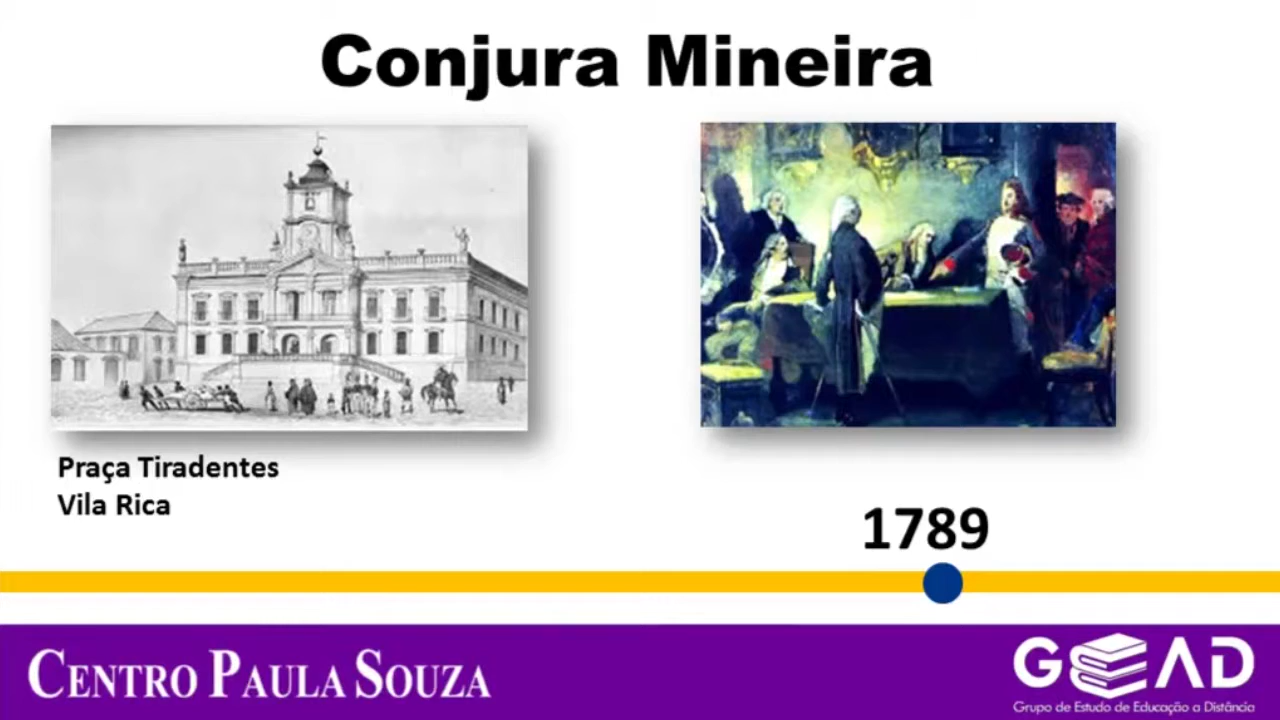 Conjura Mineira
Praça Tiradentes
Vila Rica
1789
CENTRO PAULA SOUZA
GEAD
Grupo de Estudo de Educação a Distância